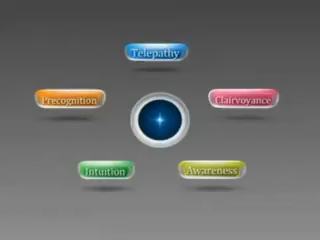 Telepathy
Precognition
Clairvoyance
Intuition
Awareness